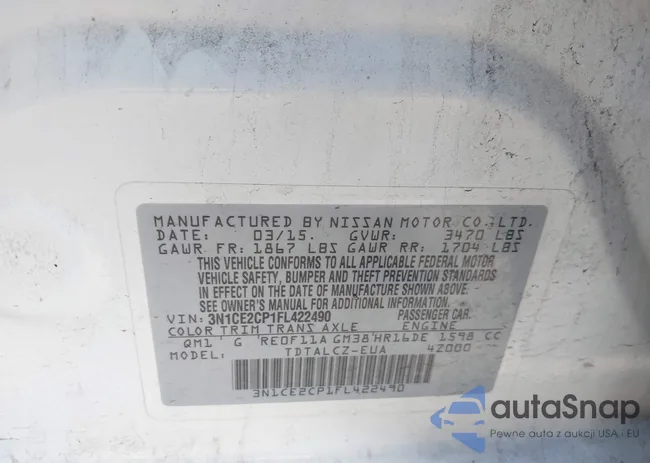 MANUFACTURED BY NISSAN MOTOR CO.,LTD.
DATE: 03/15. GVWR: 3470 LBS
GAWR FR: 1867 LBS GAWR RR: 1704 LBS
THIS VEHICLE CONFORMS TO ALL APPLICABLE FEDERAL MOTOR
VEHICLE SAFETY, BUMPER AND THEFT PREVENTION STANDARDS
IN EFFECT ON THE DATE OF MANUFACTURE SHOWN ABOVE.
SEE OWNER'S MANUAL FOR ADDITIONAL INFORMATION.
VIN: 3N1CE2CP1FL422490 PASSENGER CAR
COLOR TRIM TRANS AXLE ENGINE
QM1 G RE0F11A GM38 HR16DE 1598 CC
MODEL: TDTALCZ-EUA 42000
3N1CE2CP1FL422490
autoSnap
Pewne auta z aukcji USA i EU